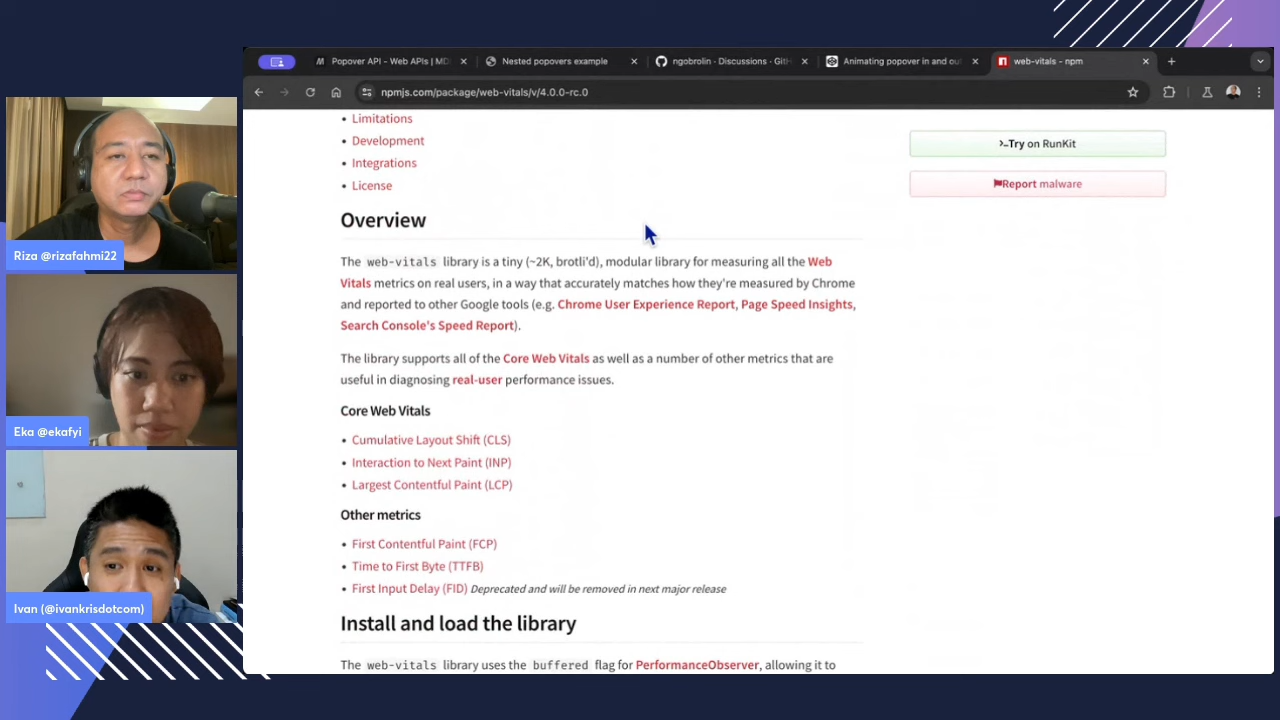 Popover API - Web APIs | MD
Nested popovers example
ngobrolin · Discussions · GitH
Animating popover in and ou
web-vitals - npm
npmjs.com/package/web-vitals/v/4.0.0-rc.0
Limitations
Development
Integrations
License
Overview
The web-vitals library is a tiny (~2K, brotli'd), modular library for measuring all the Web
Vitals metrics on real users, in a way that accurately matches how they're measured by Chrome
and reported to other Google tools (e.g. Chrome User Experience Report, Page Speed Insights,
Search Console's Speed Report).
The library supports all of the Core Web Vitals as well as a number of other metrics that are
useful in diagnosing real-user performance issues.
Core Web Vitals
Cumulative Layout Shift (CLS)
Interaction to Next Paint (INP)
Largest Contentful Paint (LCP)
Other metrics
First Contentful Paint (FCP)
Time to First Byte (TTFB)
First Input Delay (FID) Deprecated and will be removed in next major release
Install and load the library
The web-vitals library uses the buffered flag for PerformanceObserver, allowing it to
Try on RunKit
Report malware
Riza @rizafahmi22
Eka @ekafyi
Ivan (@ivankrisdotcom)